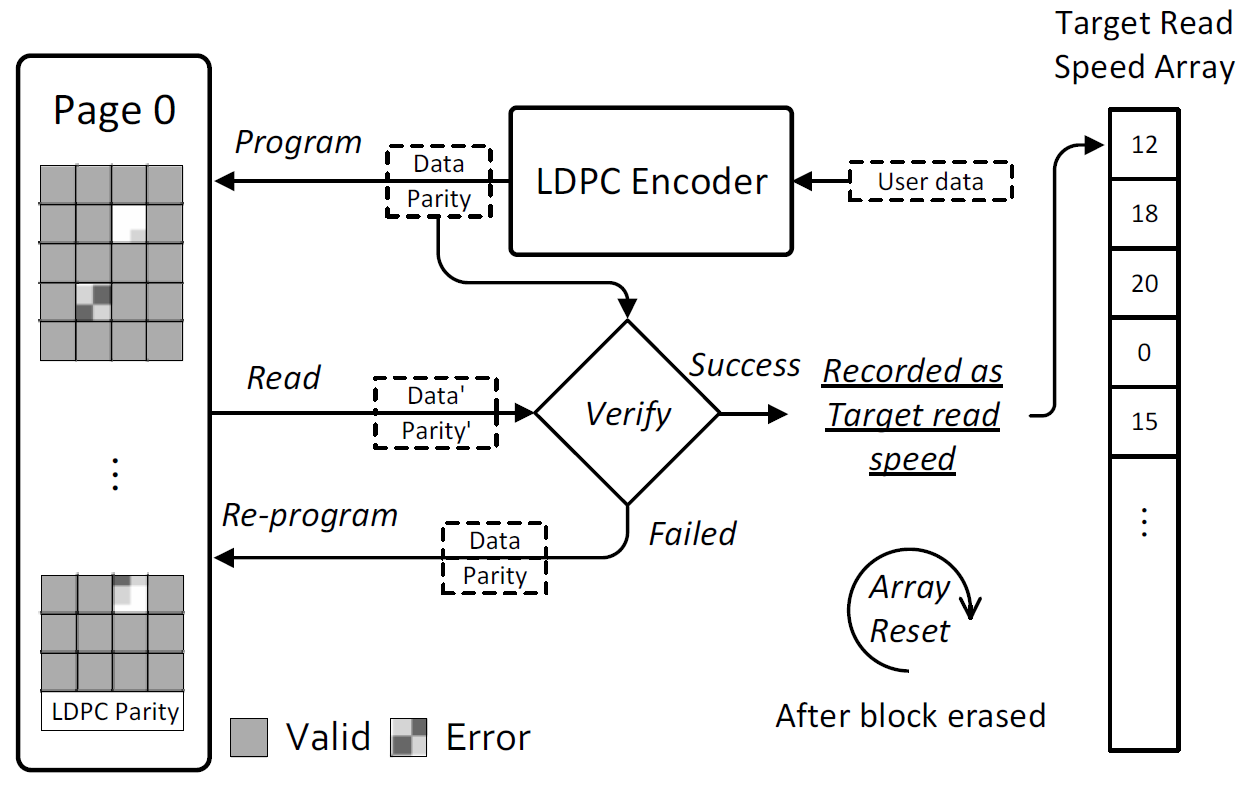 Target Read
Speed Array
Page 0
Program
Data
Parity
LDPC Encoder
User data
12
18
20
0
15
⋮
Read
Data'
Parity'
Verify
Success
Recorded as
Target read
speed
⋮
Re-program
Data
Parity
Failed
Array
Reset
After block erased
LDPC Parity
Valid
Error